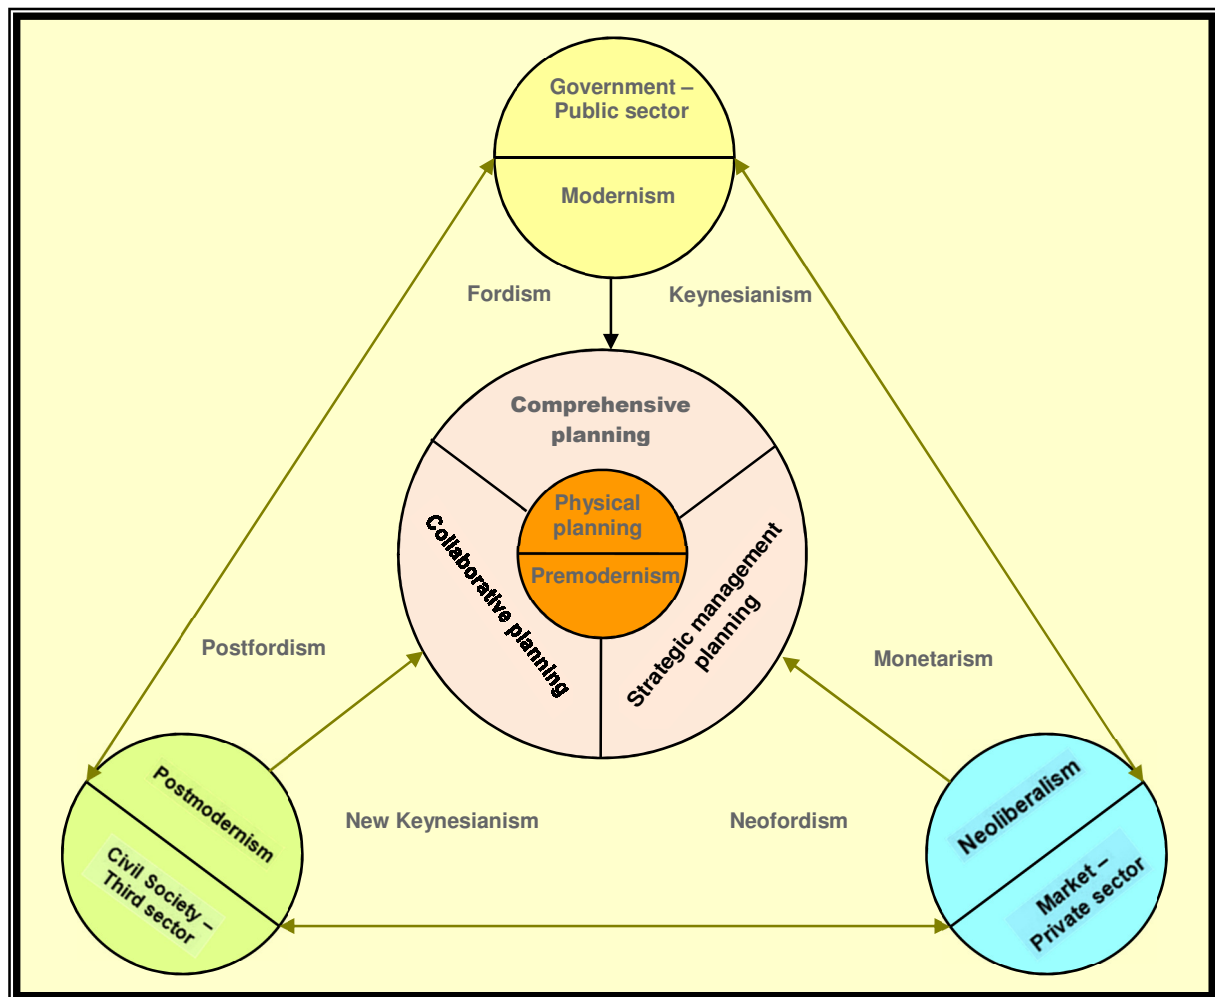 Government –
Public sector
Modernism
Fordism
Keynesianism
Comprehensive
planning
Physical
planning
Premodernism
Collaborative planning
Strategic management
planning
Postfordism
Monetarism
Postmodernism
Civil Society –
Third sector
New Keynesianism
Neofordism
Neoliberalism
Market –
Private sector